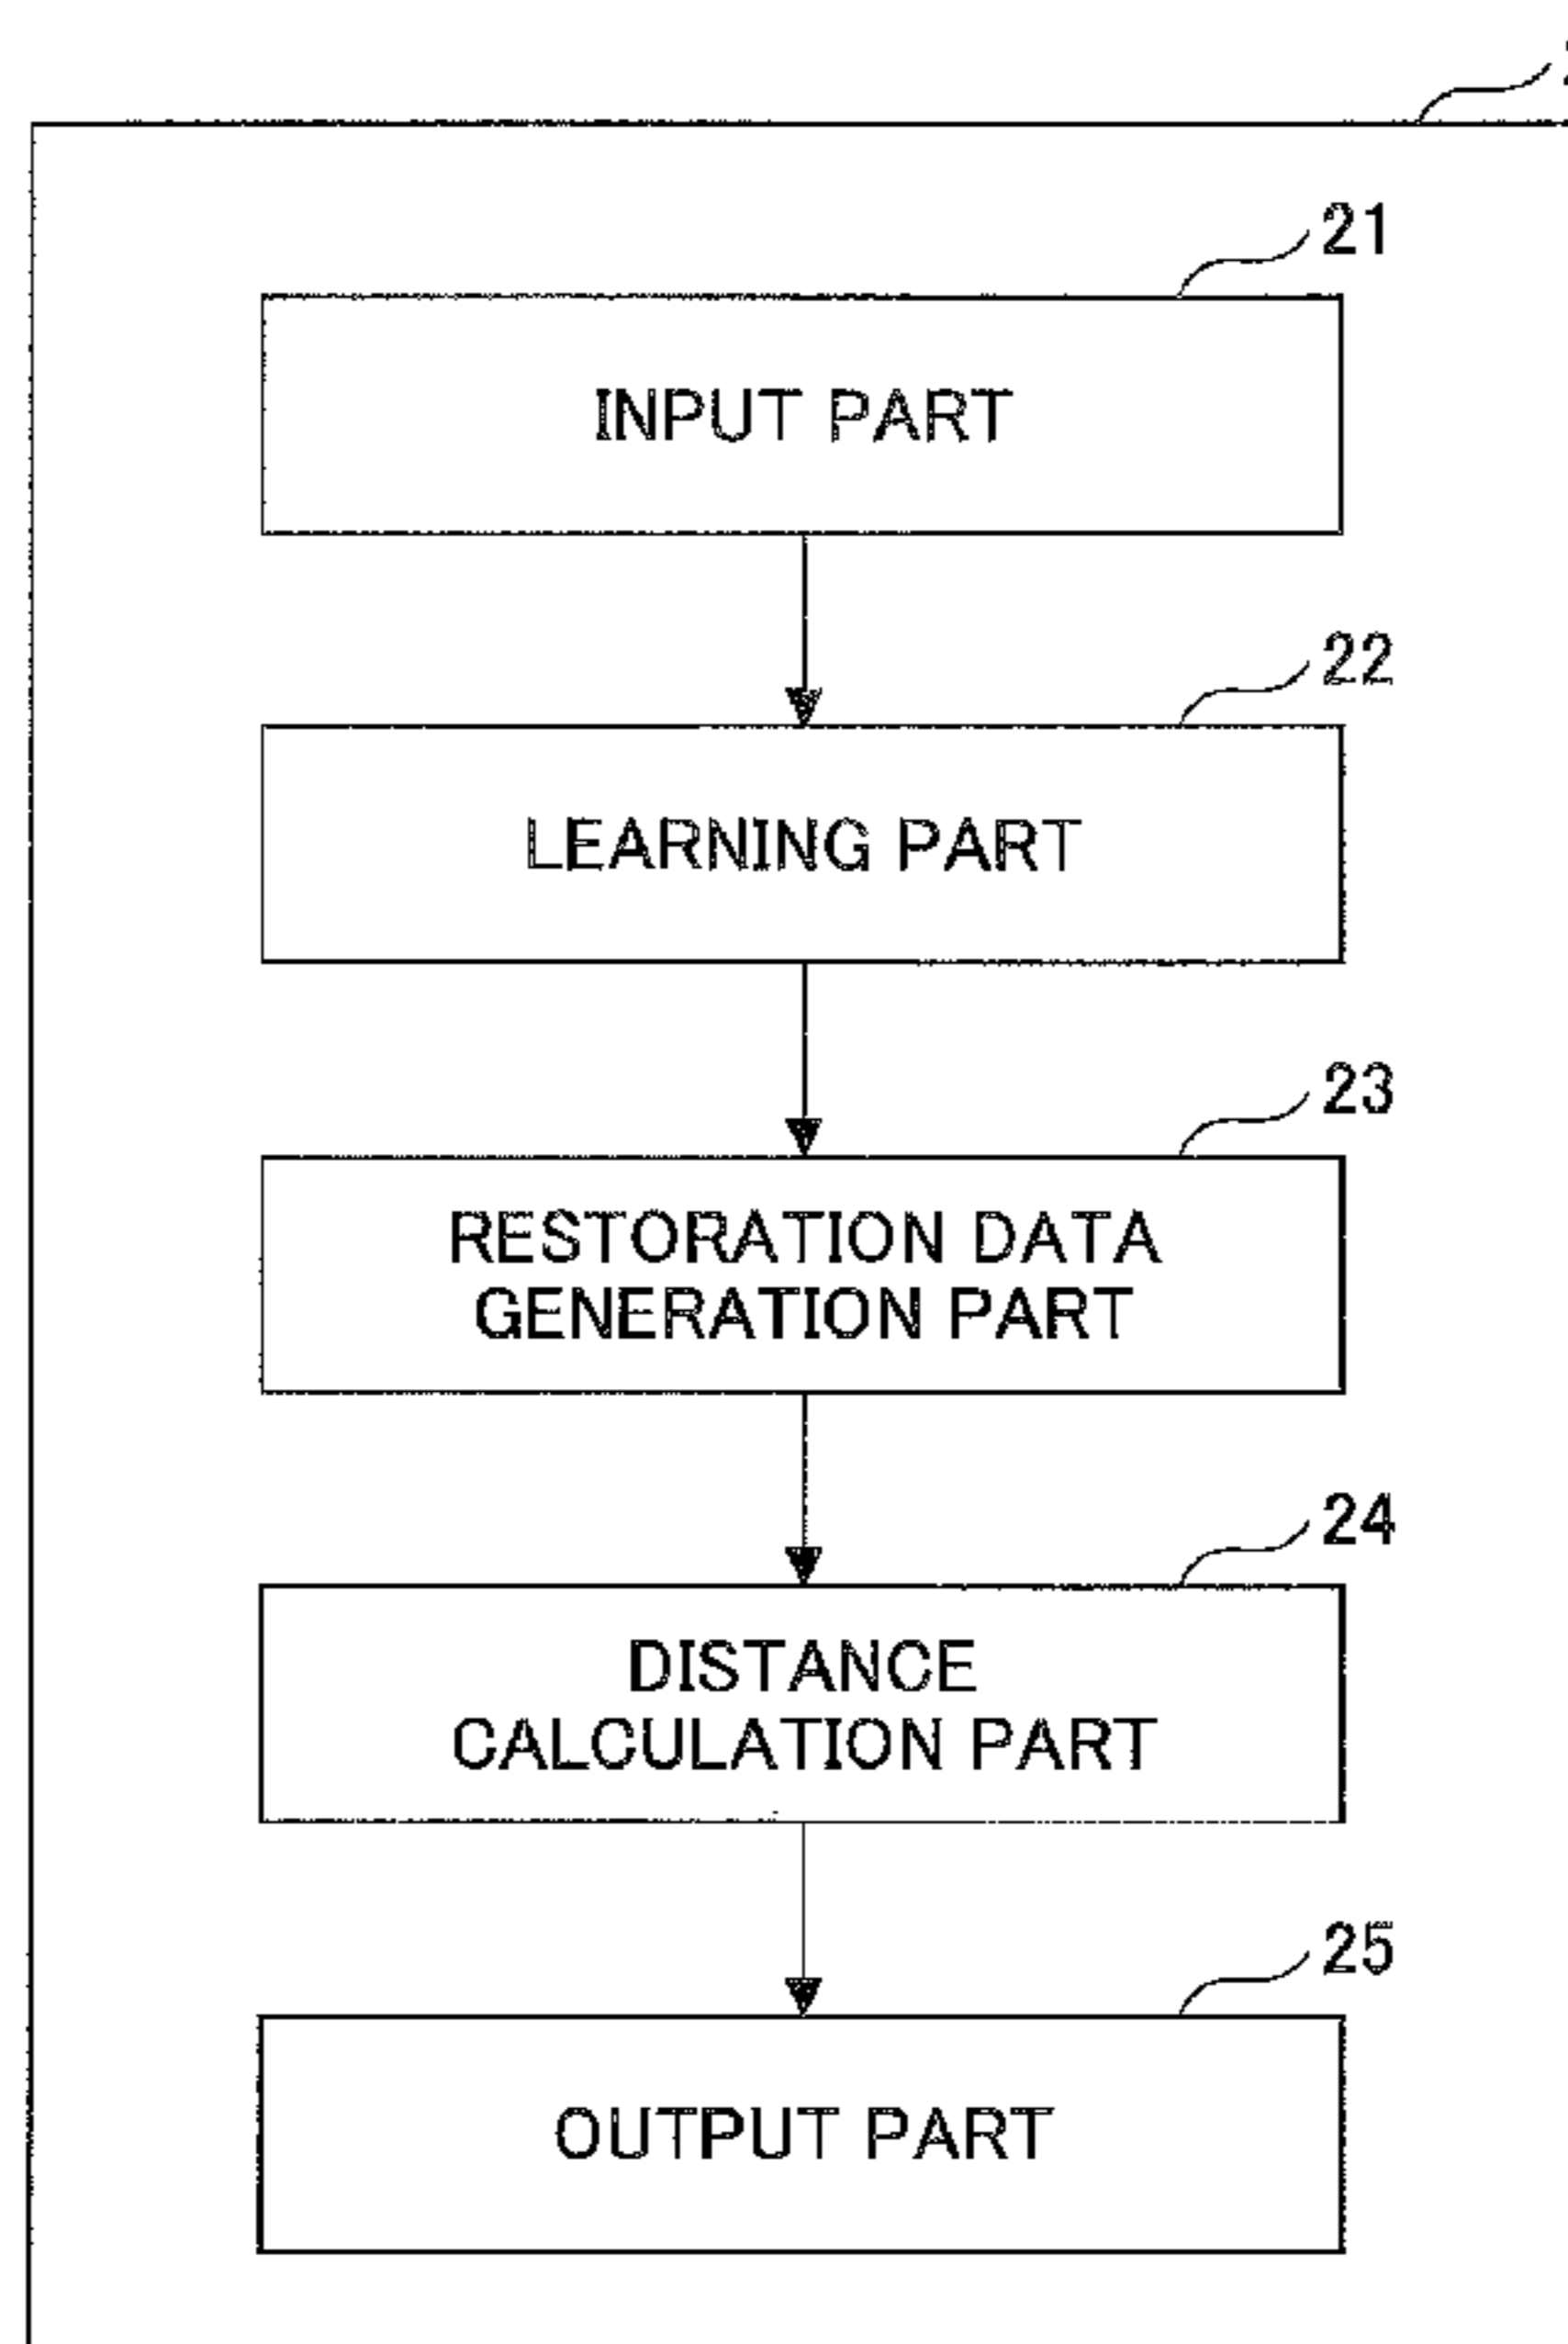 21
INPUT PART
22
LEARNING PART
23
RESTORATION DATA
GENERATION PART
24
DISTANCE
CALCULATION PART
25
OUTPUT PART